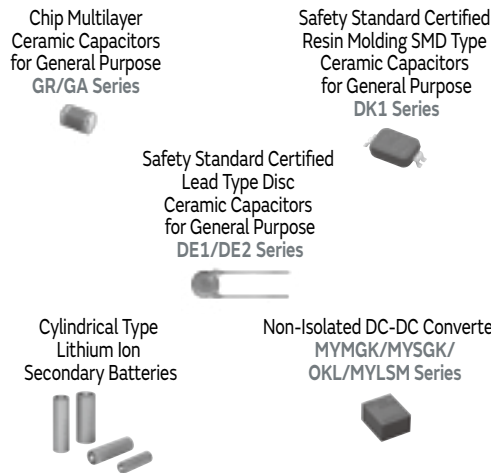 Chip Multilayer
Ceramic Capacitors
for General Purpose
GR/GA Series
Safety Standard Certified
Resin Molding SMD Type
Ceramic Capacitors
for General Purpose
DK1 Series
Safety Standard Certified
Lead Type Disc
Ceramic Capacitors
for General Purpose
DE1/DE2 Series
Cylindrical Type
Lithium Ion
Secondary Batteries
Non-Isolated DC-DC Converte
MYMGK/MYSGK/
OKL/MYLSM Series